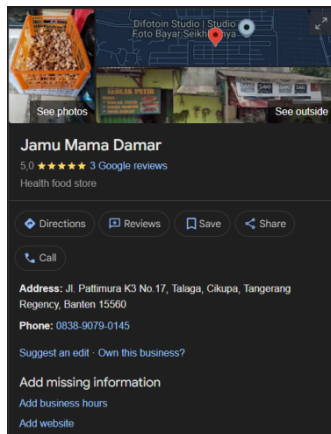 Difotoin Studio | Studio
Foto Bayar Seikhlasnya
See photos
See outside
Jamu Mama Damar
5,0 ★★★★★ 3 Google reviews
Health food store
Directions
Reviews
Save
Share
Call
Address: Jl. Pattimura K3 No.17, Talaga, Cikupa, Tangerang
Regency, Banten 15560
Phone: 0838-9079-0145
Suggest an edit · Own this business?
Add missing information
Add business hours
Add website